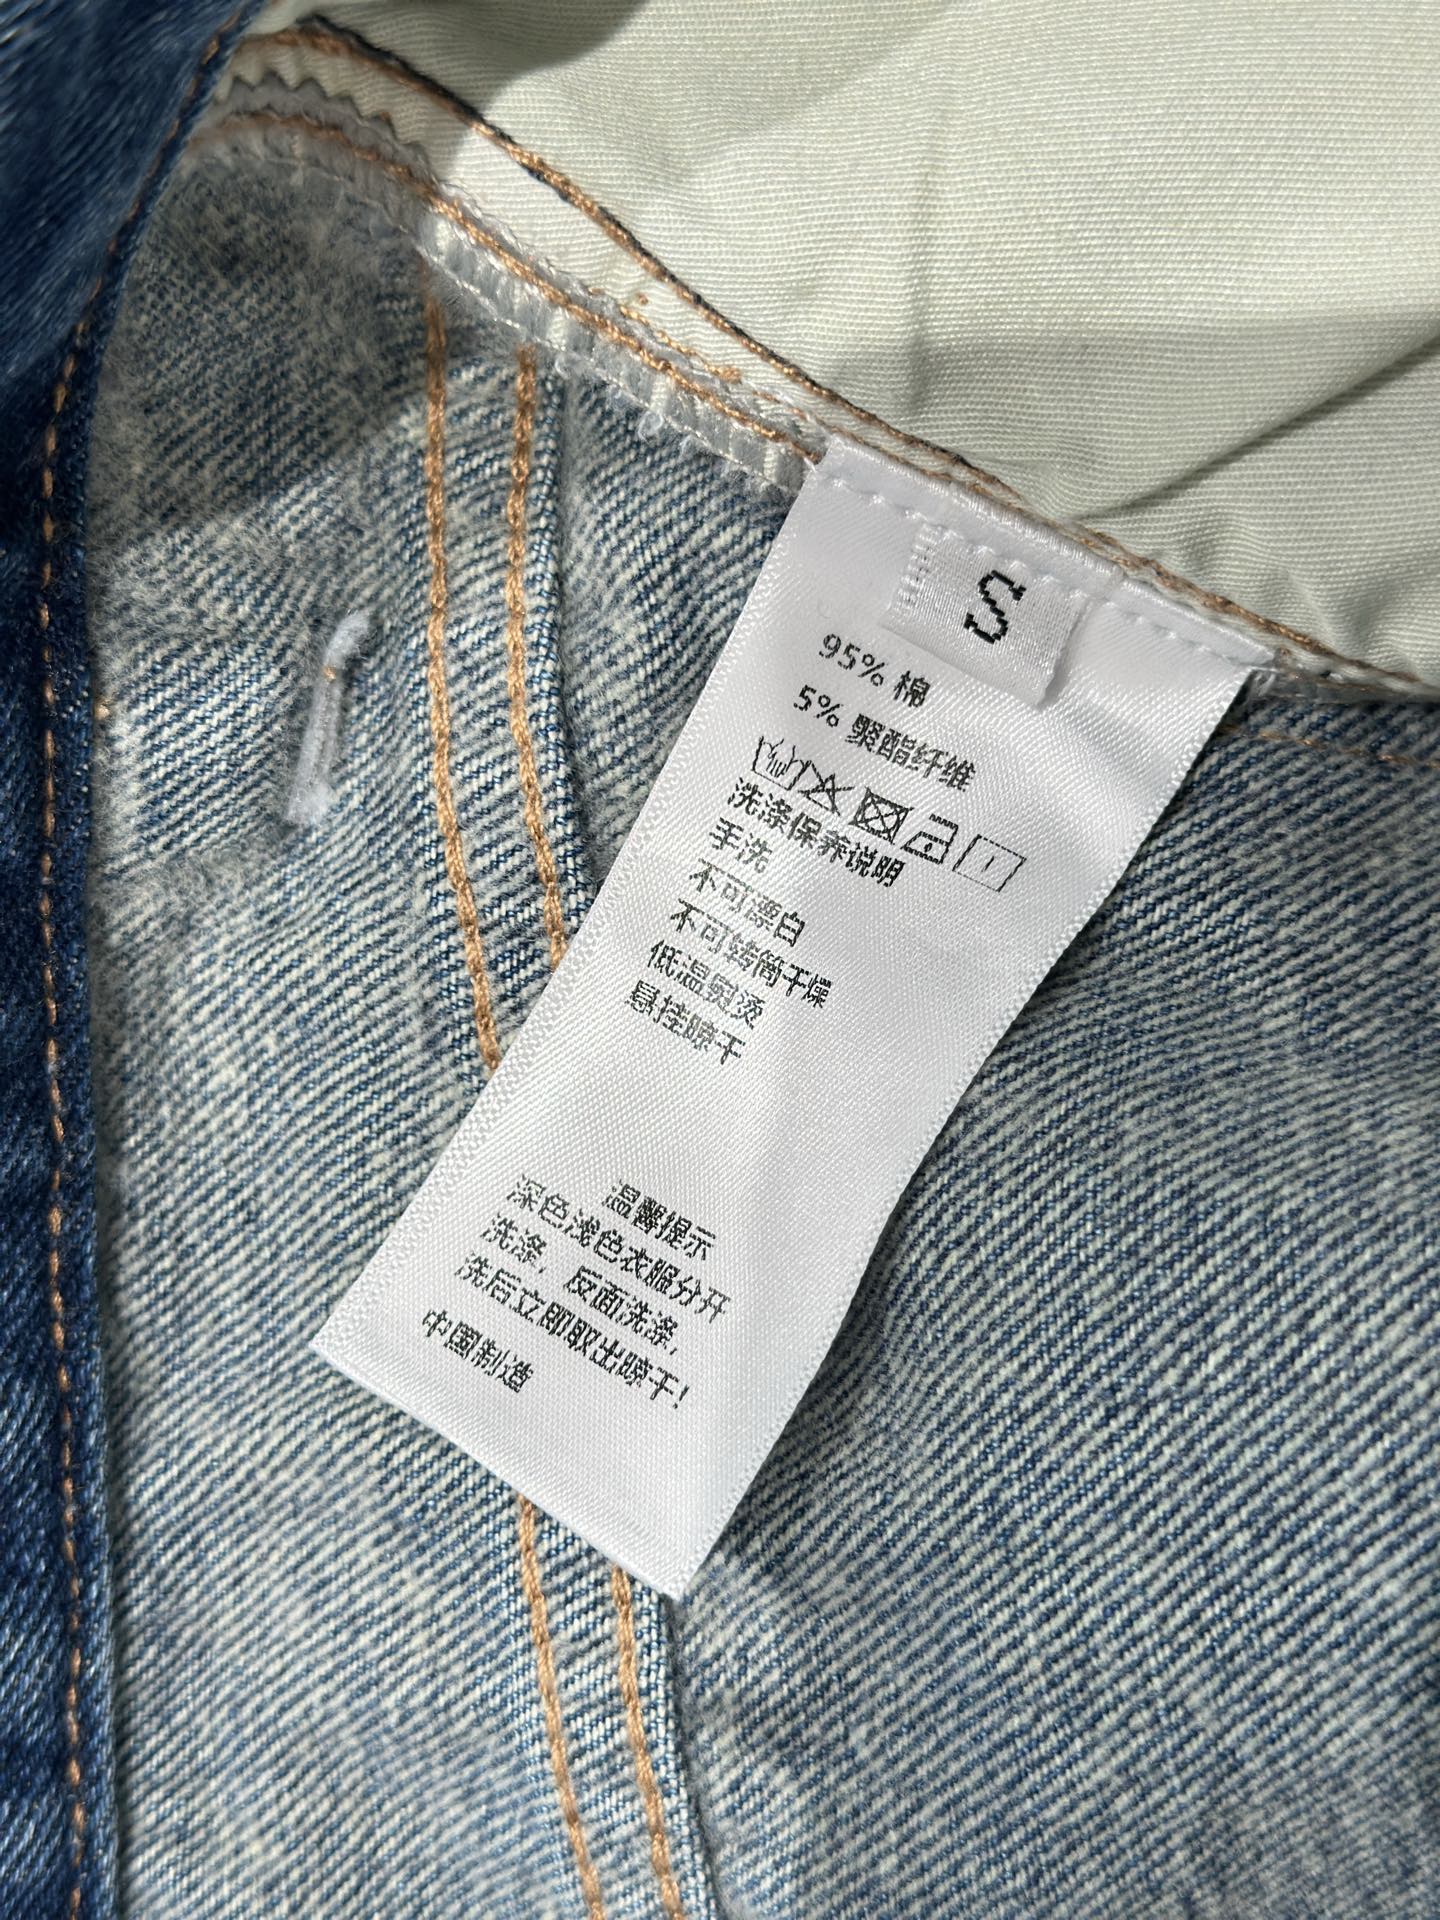 S
95% 棉
5% 聚酯纤维
洗涤保养说明
手洗
不可漂白
不可转筒干燥
低温熨烫
悬挂晾干
温馨提示
深色浅色衣服分开
洗涤，反面洗涤，
洗后立即取出晾干！
中国制造